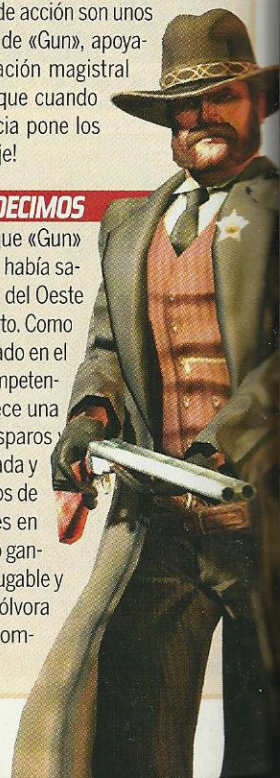 de acción son unos
de «Gun», apoya-
ación magistral
que cuando
cia pone los
je!
DECIMOS
que «Gun»
había sa-
del Oeste
to. Como
ado en el
mpeten-
ece una
sparos
ada y
os de
es en
o gan-
ugable y
ólvora
om-